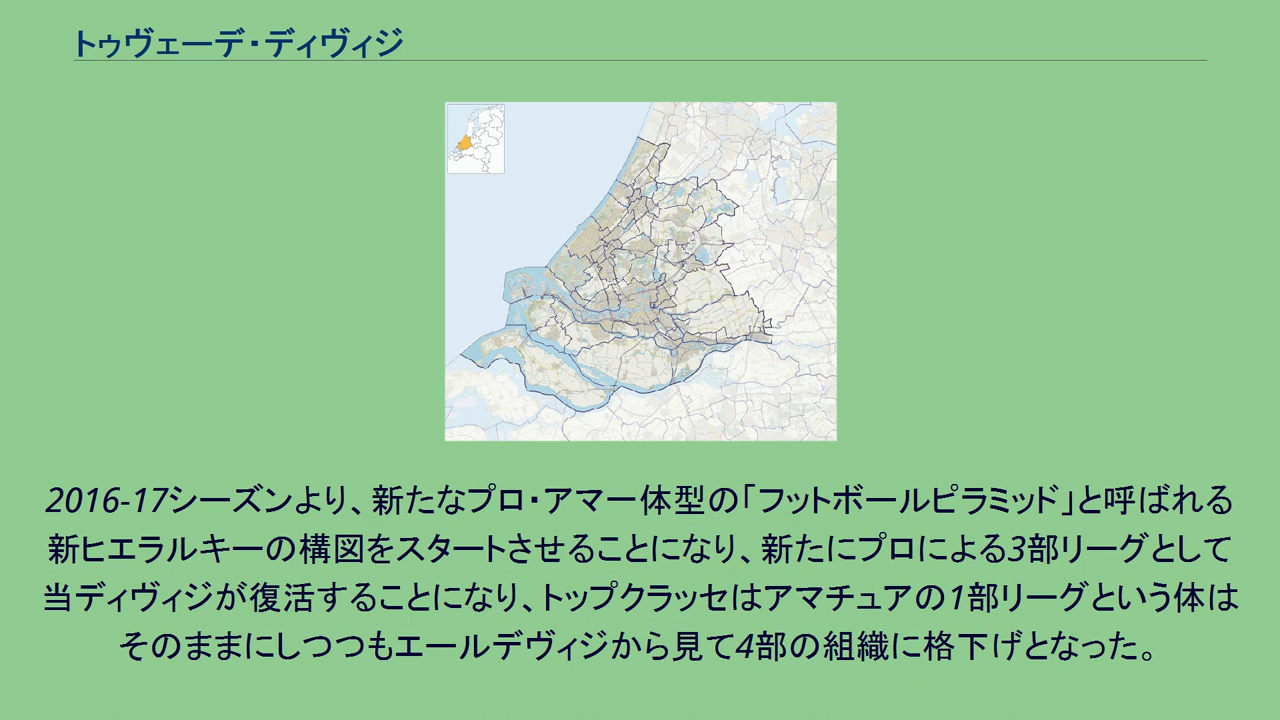 トゥヴェーデ・ディヴィジ
2016-17シーズンより、新たなプロ・アマ一体型の「フットボールピラミッド」と呼ばれる
新ヒエラルキーの構図をスタートさせることになり、新たにプロによる3部リーグとして
当ディヴィジが復活することになり、トップクラッセはアマチュアの1部リーグという体は
そのままにしつつもエールデヴィジから見て4部の組織に格下げとなった。